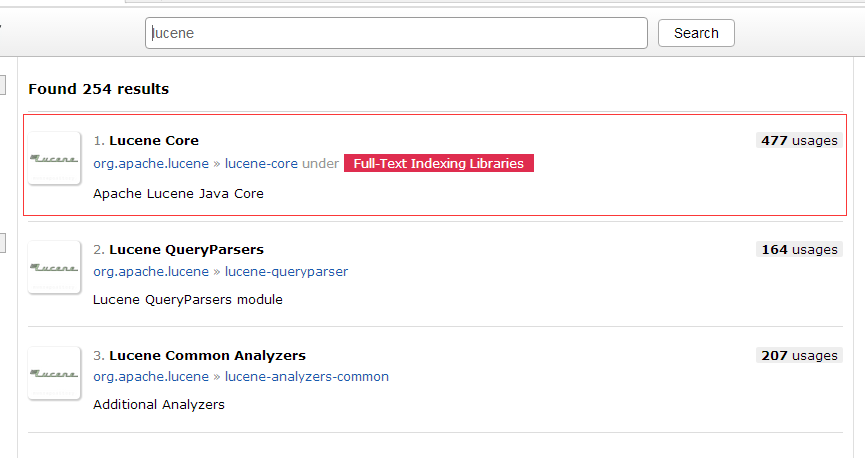 lucene
Search
Found 254 results
1. Lucene Core
477 usages
org.apache.lucene » lucene-core under Full-Text Indexing Libraries
Apache Lucene Java Core
Lucene
2. Lucene QueryParsers
164 usages
org.apache.lucene » lucene-queryparser
Lucene QueryParsers module
Lucene
3. Lucene Common Analyzers
207 usages
org.apache.lucene » lucene-analyzers-common
Additional Analyzers
Lucene